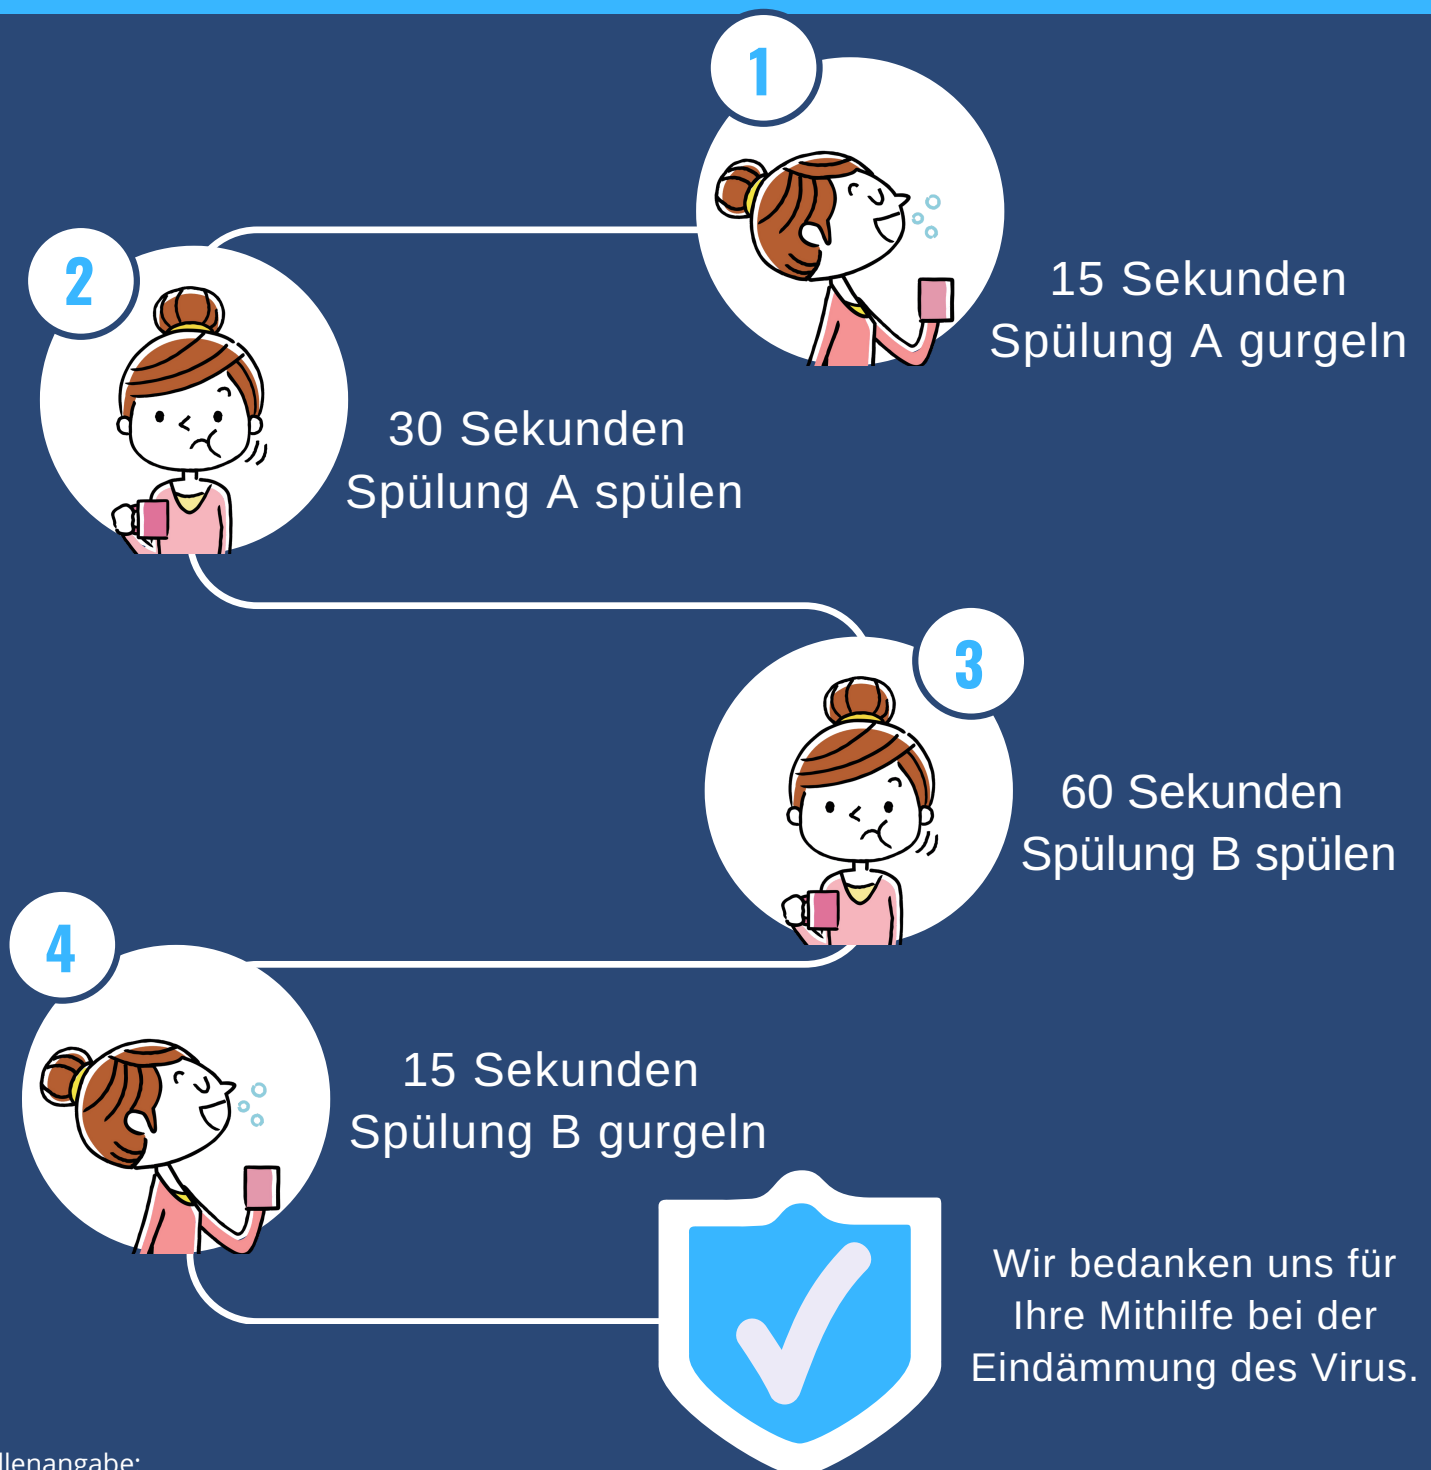 1
15 Sekunden
Spülung A gurgeln
2
30 Sekunden
Spülung A spülen
3
60 Sekunden
Spülung B spülen
4
15 Sekunden
Spülung B gurgeln
Wir bedanken uns für
Ihre Mithilfe bei der
Eindämmung des Virus.